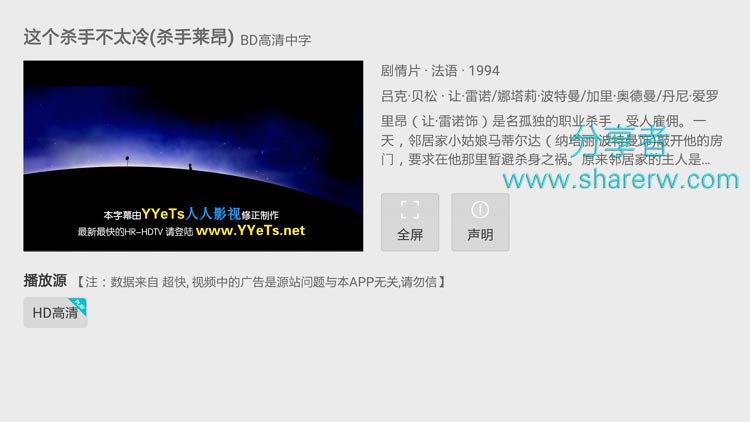 这个杀手不太冷(杀手莱昂) BD高清中字
本字幕由YYeTs人人影视修正制作
最新最快的HR-HDTV 请登陆 www.YYeTs.net
剧情片 · 法语 · 1994
吕克·贝松 · 让·雷诺/娜塔莉·波特曼/加里·奥德曼/丹尼·爱罗
里昂（让·雷诺饰）是名孤独的职业杀手，受人雇佣。一
天，邻居家小姑娘马蒂尔达（纳塔丽·波特曼饰)敲开他的房
门，要求在他那里暂避杀身之祸。原来邻居家的主人是...
分享者
www.sharerw.com
全屏
声明
播放源 【注：数据来自 超快, 视频中的广告是源站问题与本APP无关,请勿信】
HD高清
PLAY